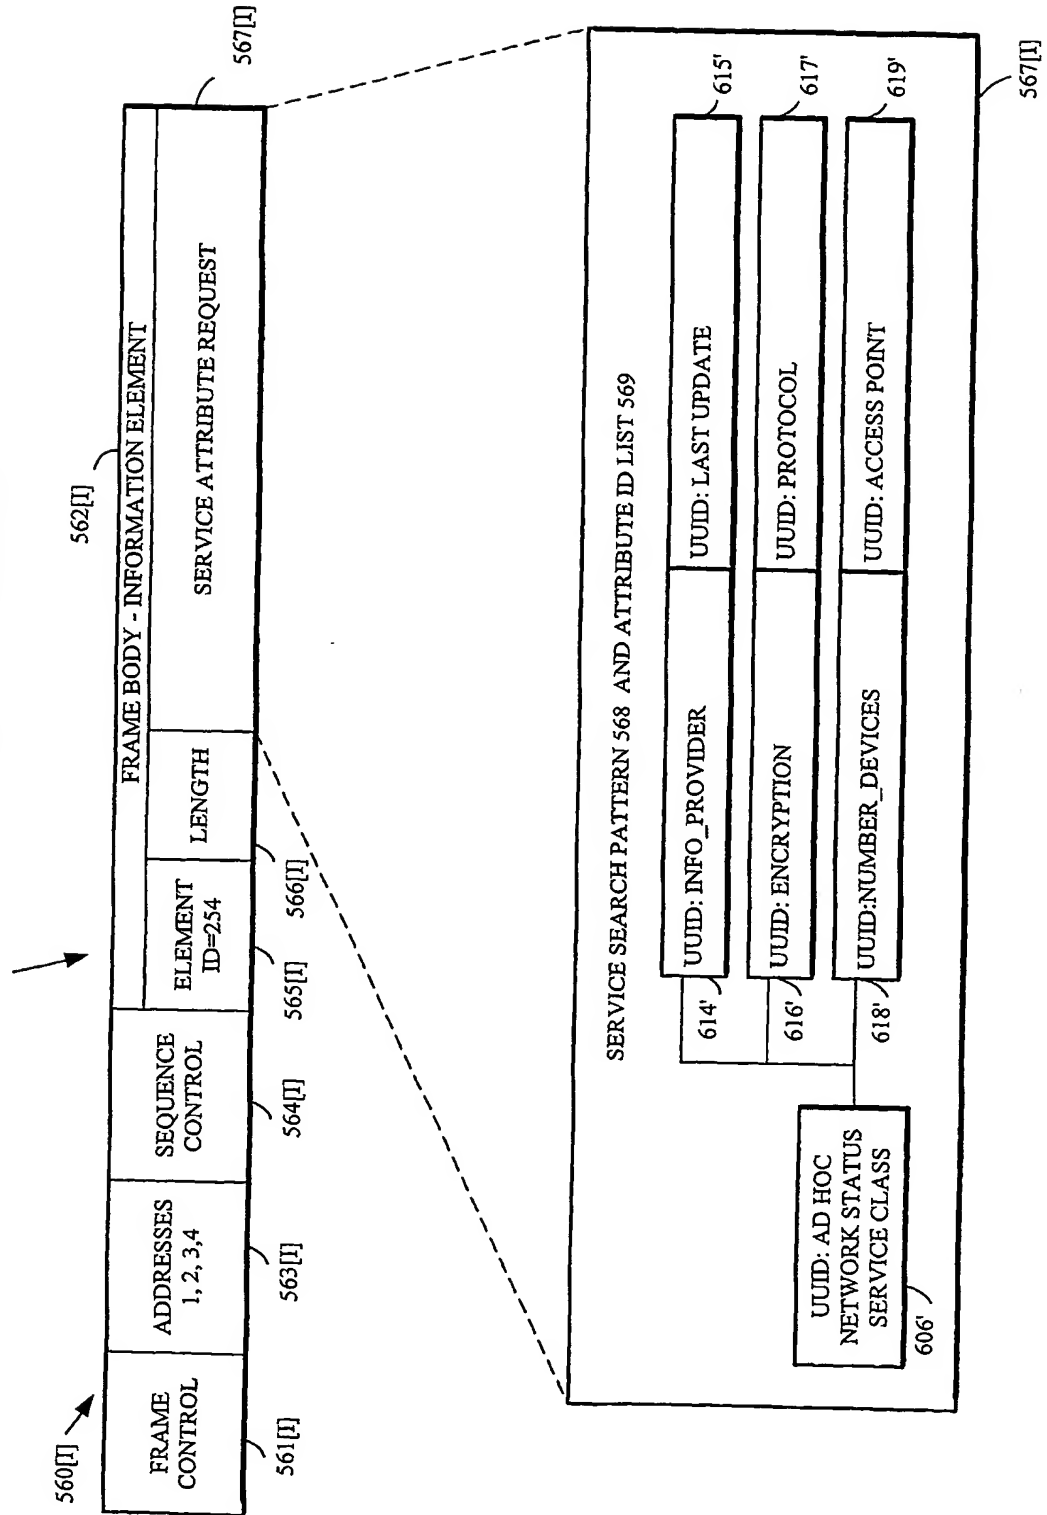 560[I]
562[I]
567[I]
FRAME
CONTROL
ADDRESSES
1, 2, 3,4
SEQUENCE
CONTROL
FRAME BODY - INFORMATION ELEMENT
ELEMENT
ID=254
LENGTH
SERVICE ATTRIBUTE REQUEST
561[I]
563[I]
564[I]
565[I]
566[I]
SERVICE SEARCH PATTERN 568 AND ATTRIBUTE ID LIST 569
UUID: INFO_PROVIDER
UUID: LAST UPDATE
615'
614'
UUID: ENCRYPTION
UUID: PROTOCOL
617'
616'
UUID:NUMBER_DEVICES
UUID: ACCESS POINT
619'
618'
UUID: AD HOC
NETWORK STATUS
SERVICE CLASS
606'
567[I]